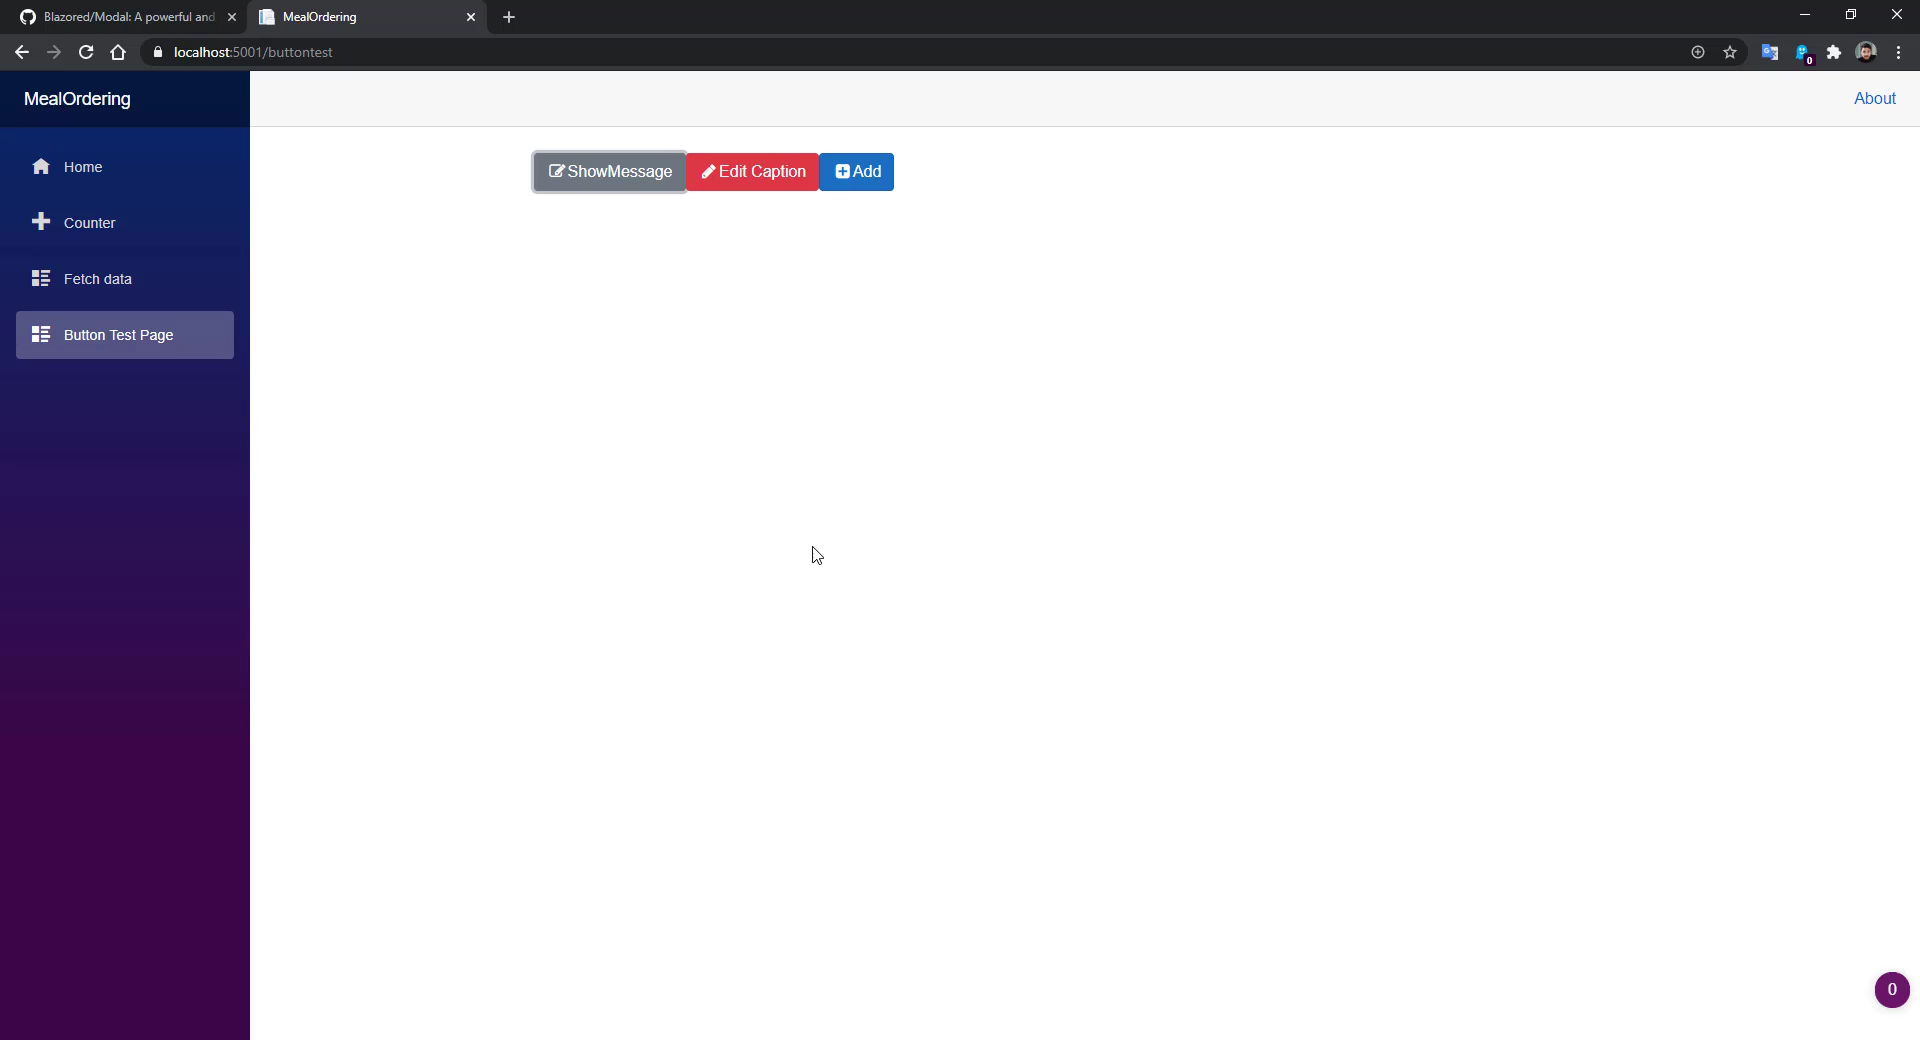 Blazored/Modal: A powerful and
MealOrdering
localhost:5001/buttontest
0
MealOrdering
About
Home
Counter
Fetch data
Button Test Page
ShowMessage
Edit Caption
Add
0